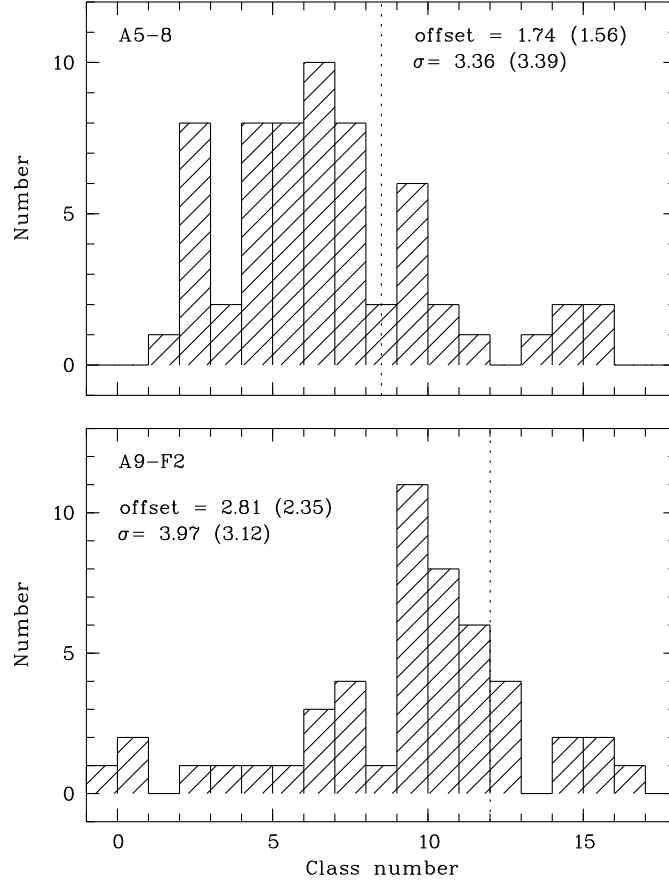 A5-8
offset = 1.74 (1.56)
σ= 3.36 (3.39)
10
5
0
Number
A9-F2
offset = 2.81 (2.35)
σ= 3.97 (3.12)
10
5
0
Number
0 5 10 15
Class number